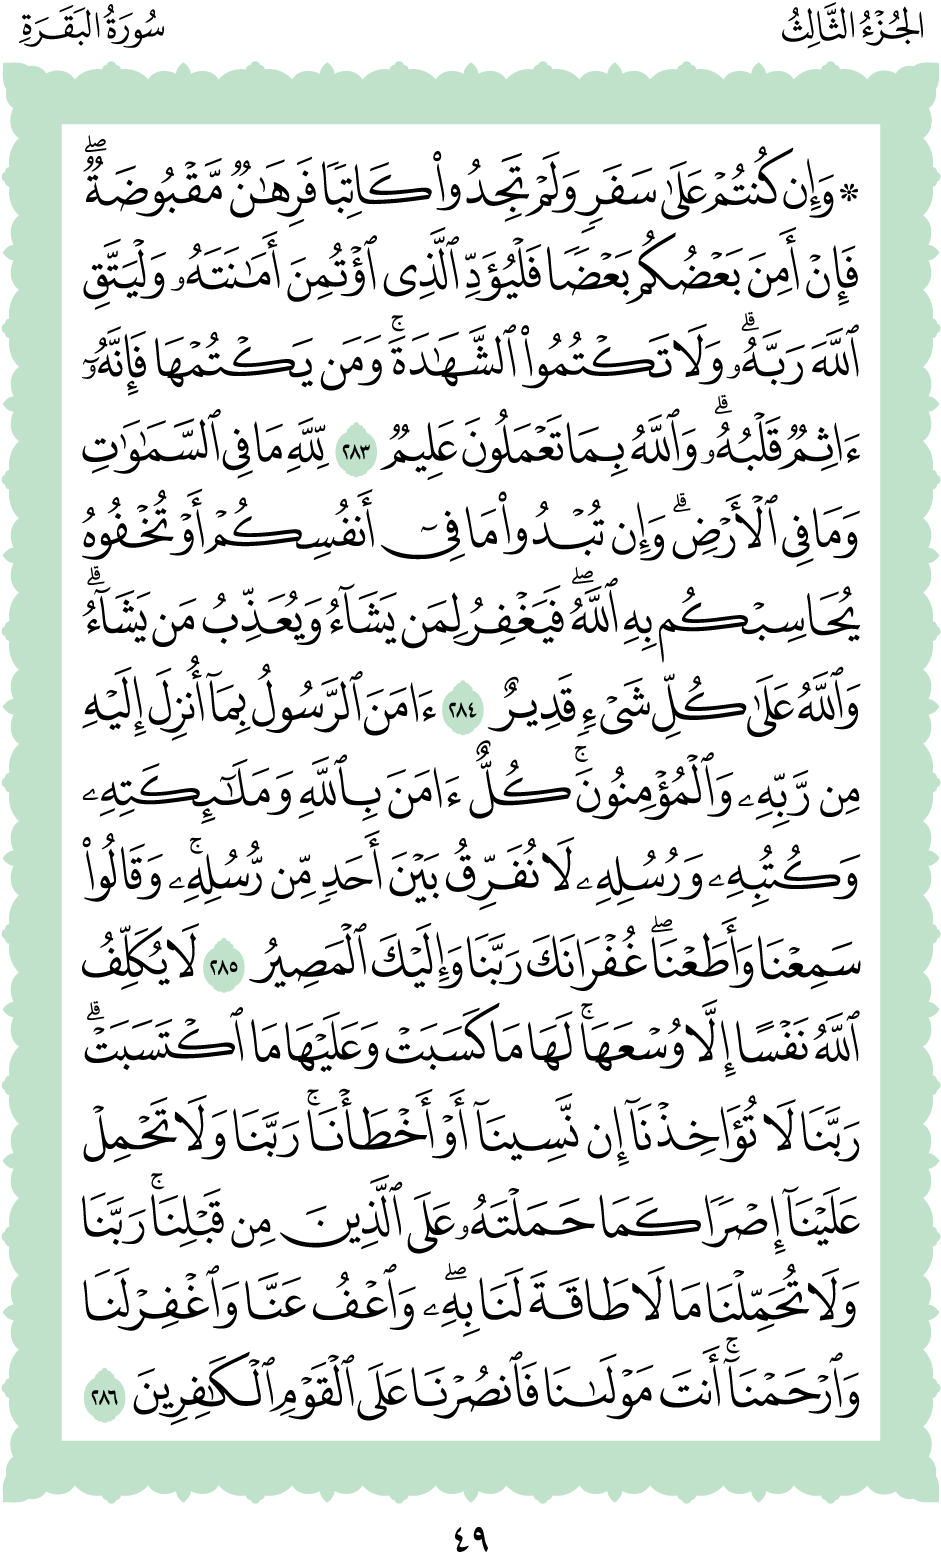 الجُزْءُ الثَّالِثُ
سُورَةُ البَقَرَةِ
* وَإِن كُنتُمْ عَلَىٰ سَفَرٖ وَلَمْ تَجِدُواْ كَاتِبٗا فَرِهَٰنٞ مَّقْبُوضَةٞۖ
فَإِنْ أَمِنَ بَعْضُكُم بَعْضٗا فَلْيُؤَدِّ ٱلَّذِي ٱؤْتُمِنَ أَمَٰنَتَهُۥ وَلْيَتَّقِ
ٱللَّهَ رَبَّهُۥۗ وَلَا تَكْتُمُواْ ٱلشَّهَٰدَةَۚ وَمَن يَكْتُمْهَا فَإِنَّهُۥٓ
ءَاثِمٞ قَلْبُهُۥۗ وَٱللَّهُ بِمَا تَعْمَلُونَ عَلِيمٞ ٢٨٣ لِّلَّهِ مَا فِي ٱلسَّمَٰوَٰتِ
وَمَا فِي ٱلْأَرْضِۗ وَإِن تُبْدُواْ مَا فِيٓ أَنفُسِكُمْ أَوْ تُخْفُوهُ
يُحَاسِبْكُم بِهِ ٱللَّهُۖ فَيَغْفِرُ لِمَن يَشَآءُ وَيُعَذِّبُ مَن يَشَآءُۗ
وَٱللَّهُ عَلَىٰ كُلِّ شَيْءٖ قَدِيرٌ ٢٨٤ ءَامَنَ ٱلرَّسُولُ بِمَآ أُنزِلَ إِلَيْهِ
مِن رَّبِّهِۦ وَٱلْمُؤْمِنُونَۚ كُلٌّ ءَامَنَ بِٱللَّهِ وَمَلَٰٓئِكَتِهِۦ
وَكُتُبِهِۦ وَرُسُلِهِۦ لَا نُفَرِّقُ بَيْنَ أَحَدٖ مِّن رُّسُلِهِۦۚ وَقَالُواْ
سَمِعْنَا وَأَطَعْنَاۖ غُفْرَانَكَ رَبَّنَا وَإِلَيْكَ ٱلْمَصِيرُ ٢٨٥ لَا يُكَلِّفُ
ٱللَّهُ نَفْسًا إِلَّا وُسْعَهَاۚ لَهَا مَا كَسَبَتْ وَعَلَيْهَا مَا ٱكْتَسَبَتْۗ
رَبَّنَا لَا تُؤَاخِذْنَآ إِن نَّسِينَآ أَوْ أَخْطَأْنَاۚ رَبَّنَا وَلَا تَحْمِلْ
عَلَيْنَآ إِصْرٗا كَمَا حَمَلْتَهُۥ عَلَى ٱلَّذِينَ مِن قَبْلِنَاۚ رَبَّنَا
وَلَا تُحَمِّلْنَا مَا لَا طَاقَةَ لَنَا بِهِۦۖ وَٱعْفُ عَنَّا وَٱغْفِرْ لَنَا
وَٱرْحَمْنَآۚ أَنتَ مَوْلَىٰنَا فَٱنصُرْنَا عَلَى ٱلْقَوْمِ ٱلْكَٰفِرِينَ ٢٨٦
٤٩